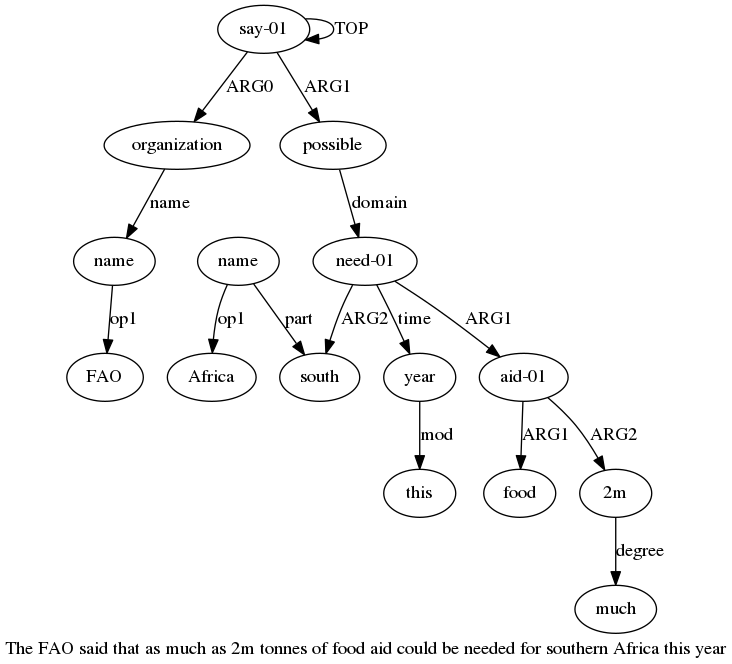 say-01 TOP
ARG0 ARG1
organization possible
name domain
name name need-01
op1 op1 part ARG2 time ARG1
FAO Africa south year aid-01
mod ARG1 ARG2
this food 2m
degree
much
The FAO said that as much as 2m tonnes of food aid could be needed for southern Africa this year